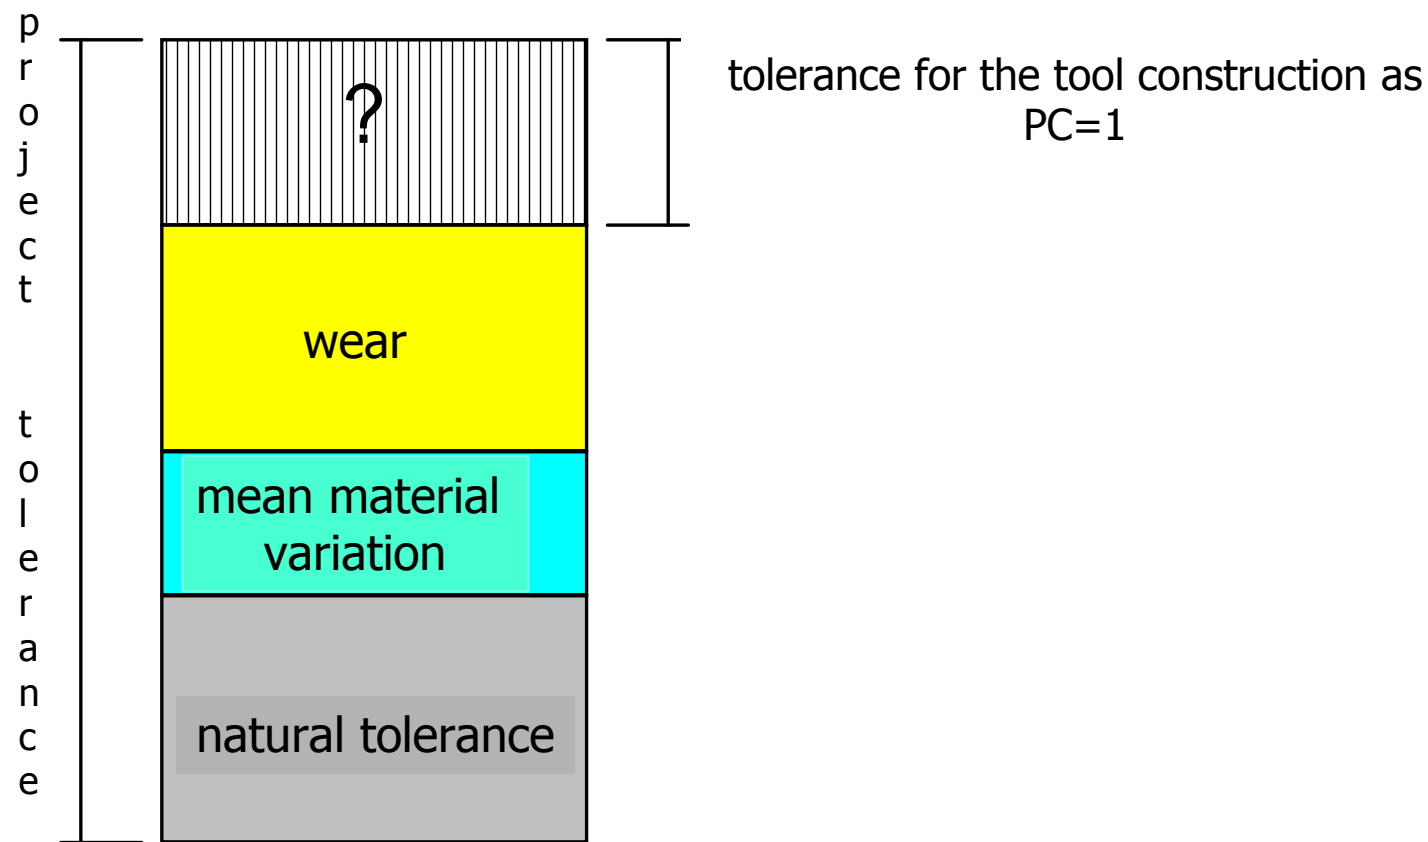 project tolerance
?
tolerance for the tool construction as
PC=1
wear
mean material
variation
natural tolerance